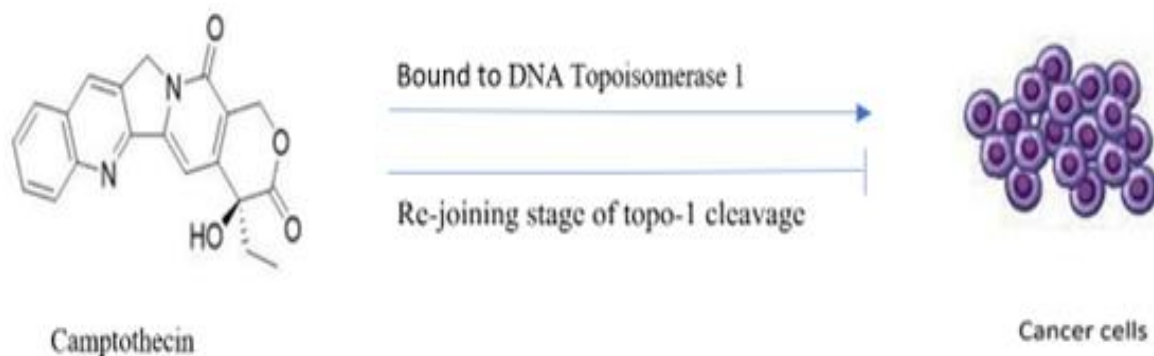 O
N
O
N
HO
O
Bound to DNA Topoisomerase 1
Re-joining stage of topo-1 cleavage
Camptothecin
Cancer cells